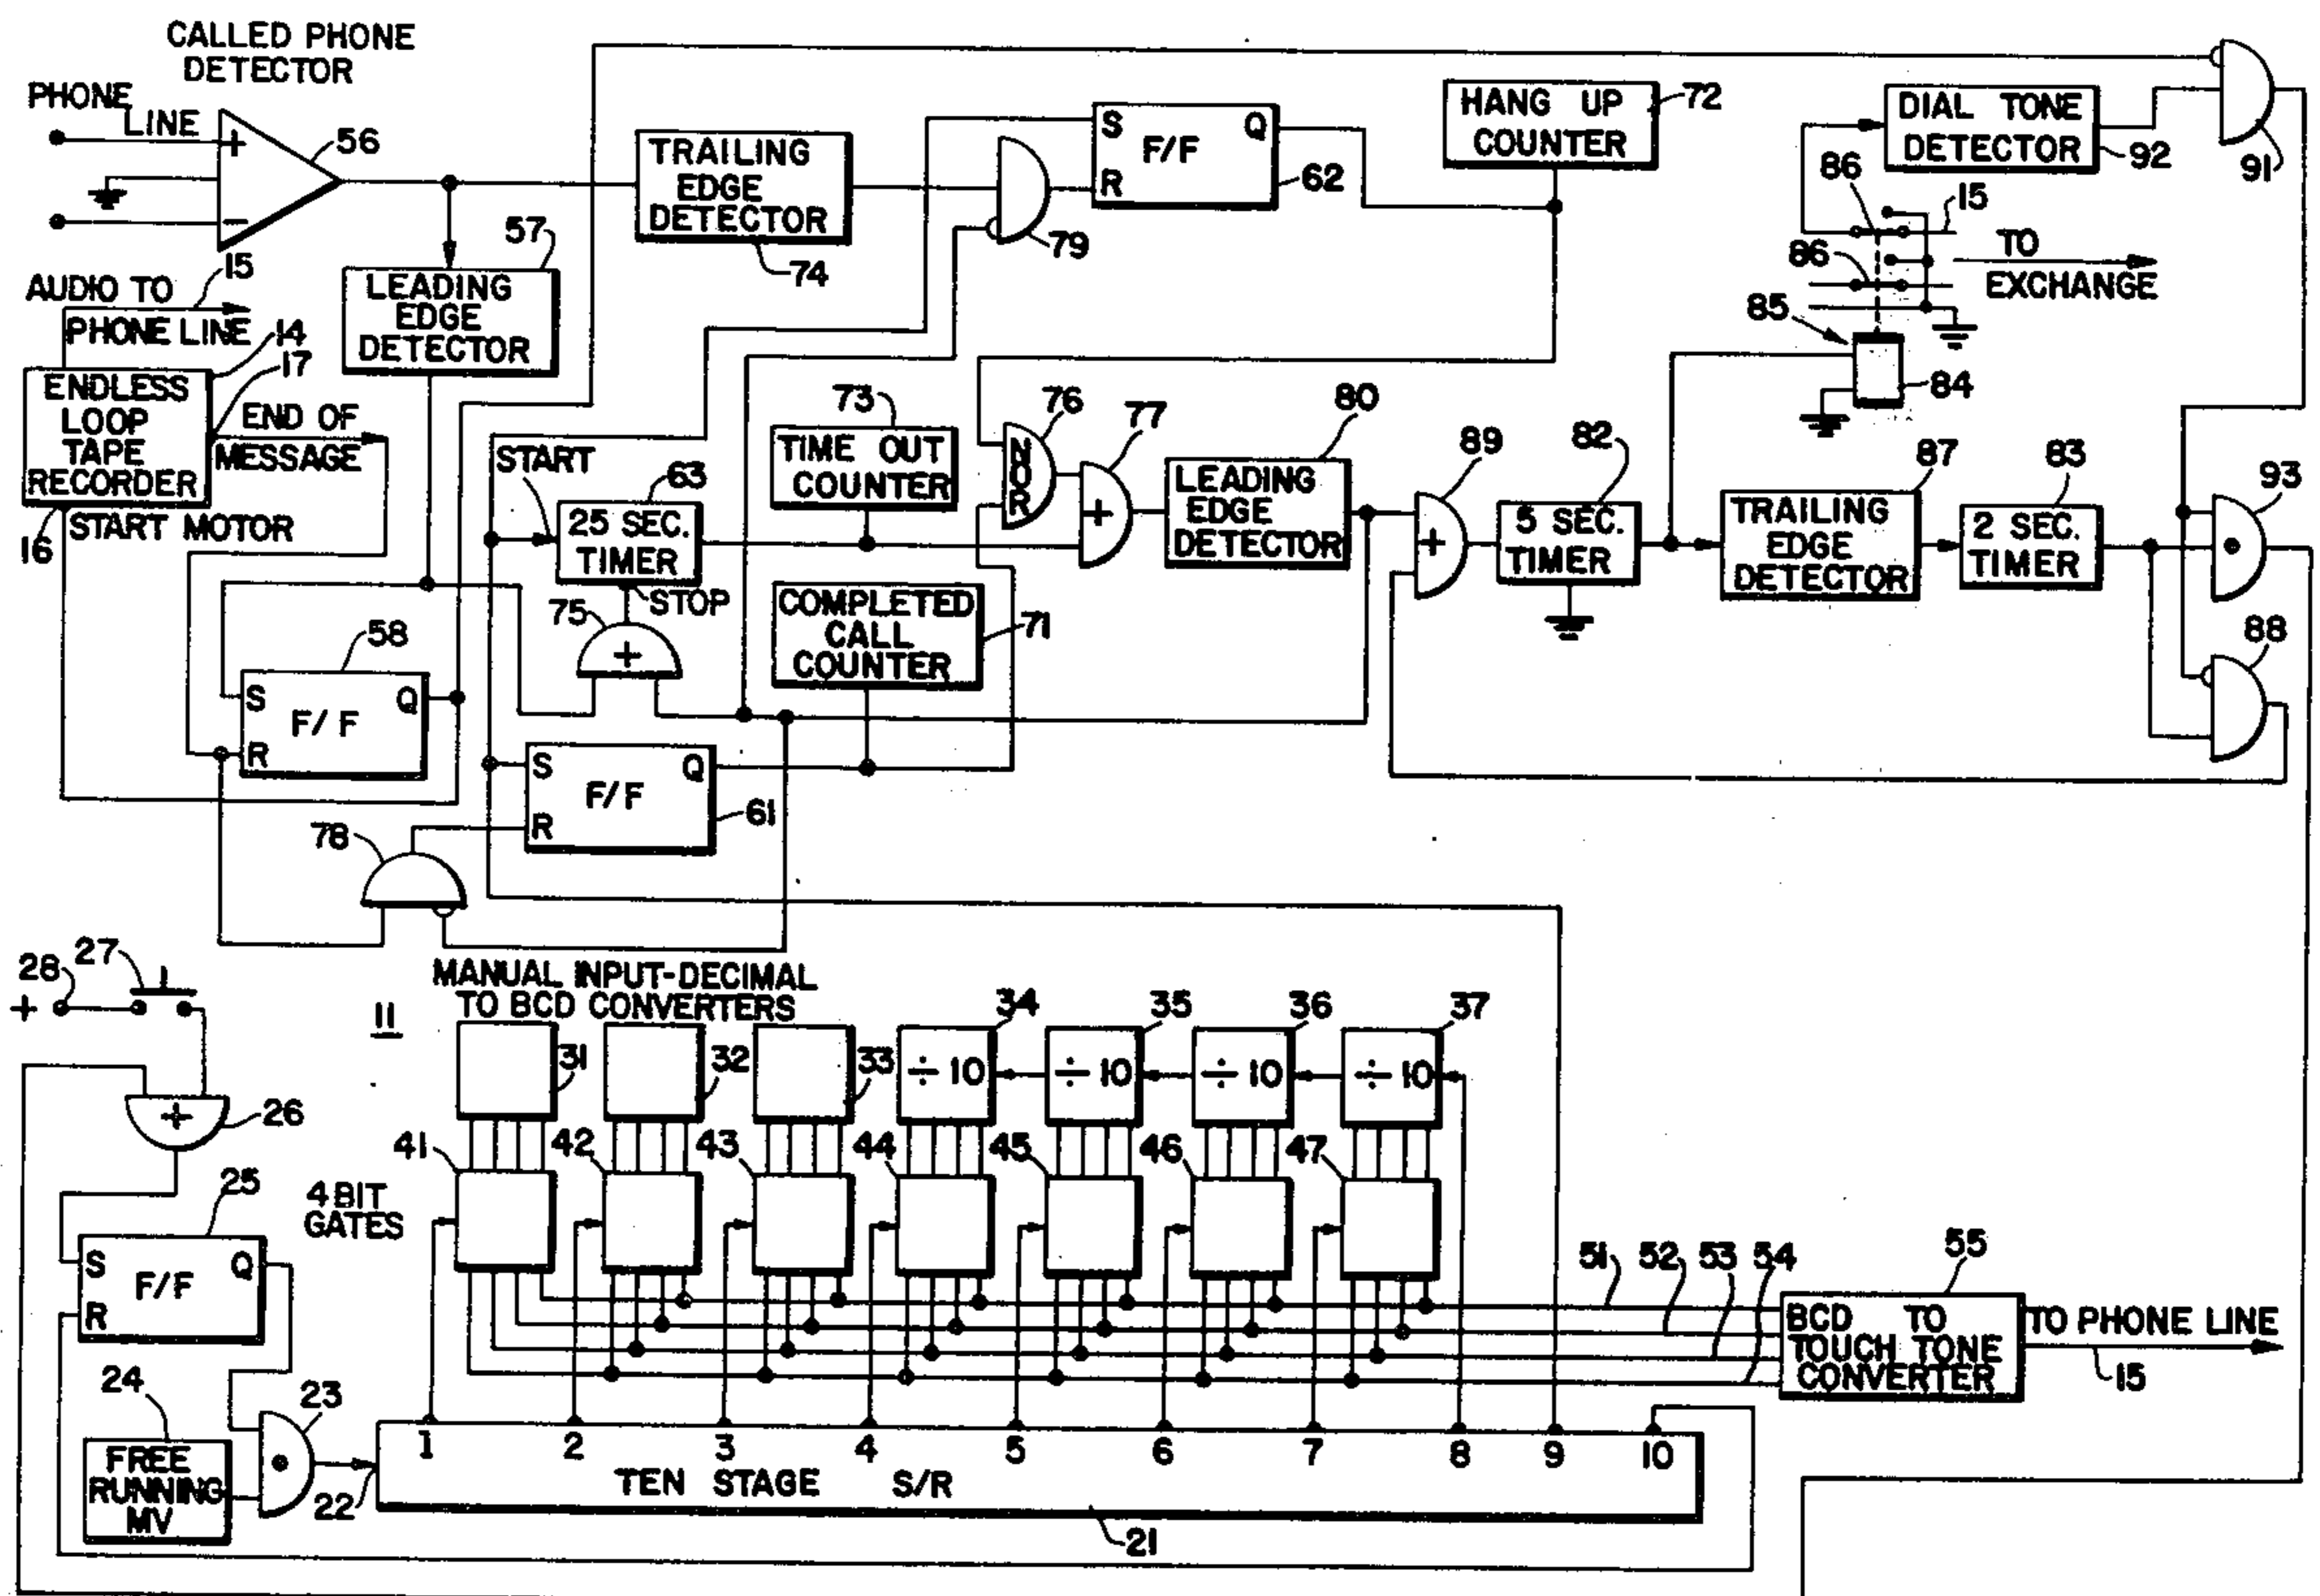 CALLED PHONE
DETECTOR
PHONE
LINE
+
−
56
57
LEADING
EDGE
DETECTOR
TRAILING
EDGE
DETECTOR
74
79
S
Q
F/F
R
62
HANG UP
COUNTER
72
DIAL TONE
DETECTOR
92
91
86
15
86
TO
EXCHANGE
85
84
AUDIO TO
15
PHONE LINE
14
17
ENDLESS
LOOP
TAPE
RECORDER
END OF
MESSAGE
16
START MOTOR
START
63
25 SEC.
TIMER
STOP
73
TIME OUT
COUNTER
76
NOR
77
+
80
LEADING
EDGE
DETECTOR
89
+
82
5 SEC.
TIMER
87
TRAILING
EDGE
DETECTOR
83
2 SEC.
TIMER
93
88
58
S
Q
F/F
R
75
+
COMPLETED
CALL
COUNTER
71
S
Q
F/F
R
61
78
28
27
+
11
MANUAL INPUT-DECIMAL
TO BCD CONVERTERS
31
32
33
34
÷ 10
35
÷ 10
36
÷ 10
37
÷ 10
+
26
41
42
43
44
45
46
47
4 BIT
GATES
25
S
Q
F/F
R
51
52
53
54
55
BCD TO
TOUCH TONE
CONVERTER
TO PHONE LINE
15
24
FREE
RUNNING
MV
23
22
1 2 3 4 5 6 7 8 9 10
TEN STAGE S/R
21